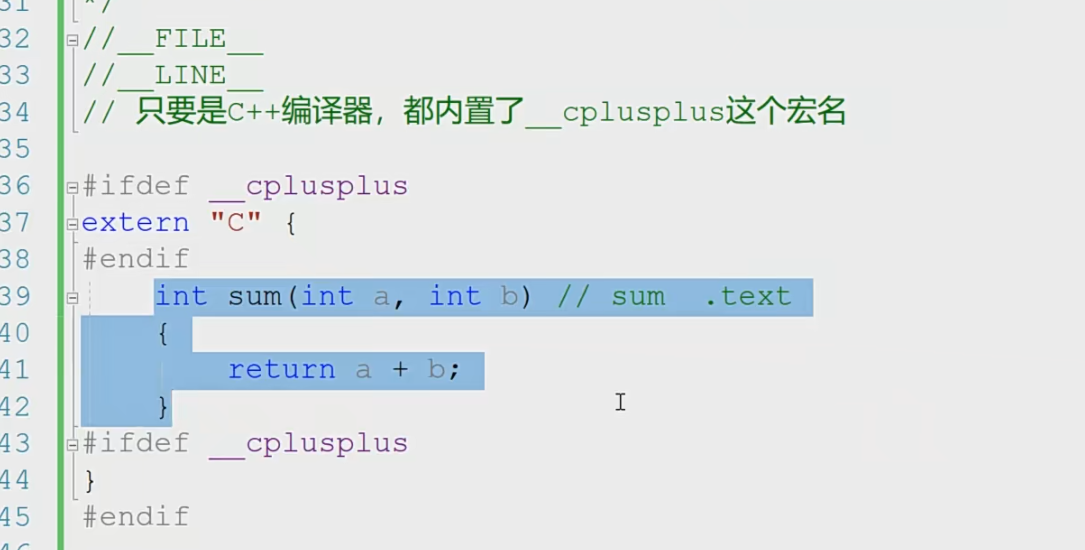 31 */
32 //__FILE__
33 //__LINE__
34 // 只要是C++编译器，都内置了__cplusplus这个宏名
35
36 #ifdef __cplusplus
37 extern "C" {
38 #endif
39 int sum(int a, int b) // sum .text
40 {
41 return a + b;
42 }
43 #ifdef __cplusplus
44 }
45 #endif